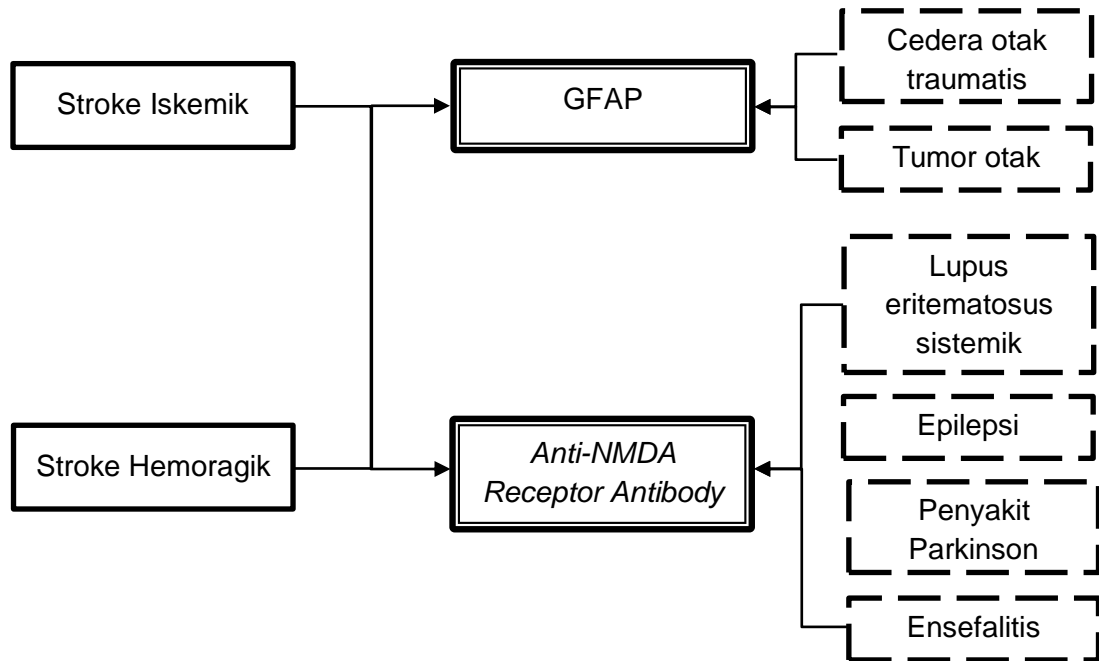 Stroke Iskemik
GFAP
Cedera otak
traumatis
Tumor otak
Lupus
eritematosus
sistemik
Stroke Hemoragik
Anti-NMDA
Receptor Antibody
Epilepsi
Penyakit
Parkinson
Ensefalitis